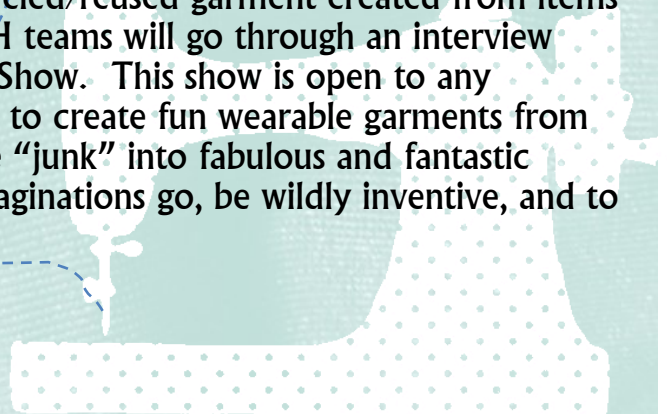 cled/reused garment created from items
H teams will go through an interview
Show. This show is open to any
to create fun wearable garments from
“junk” into fabulous and fantastic
aginations go, be wildly inventive, and to